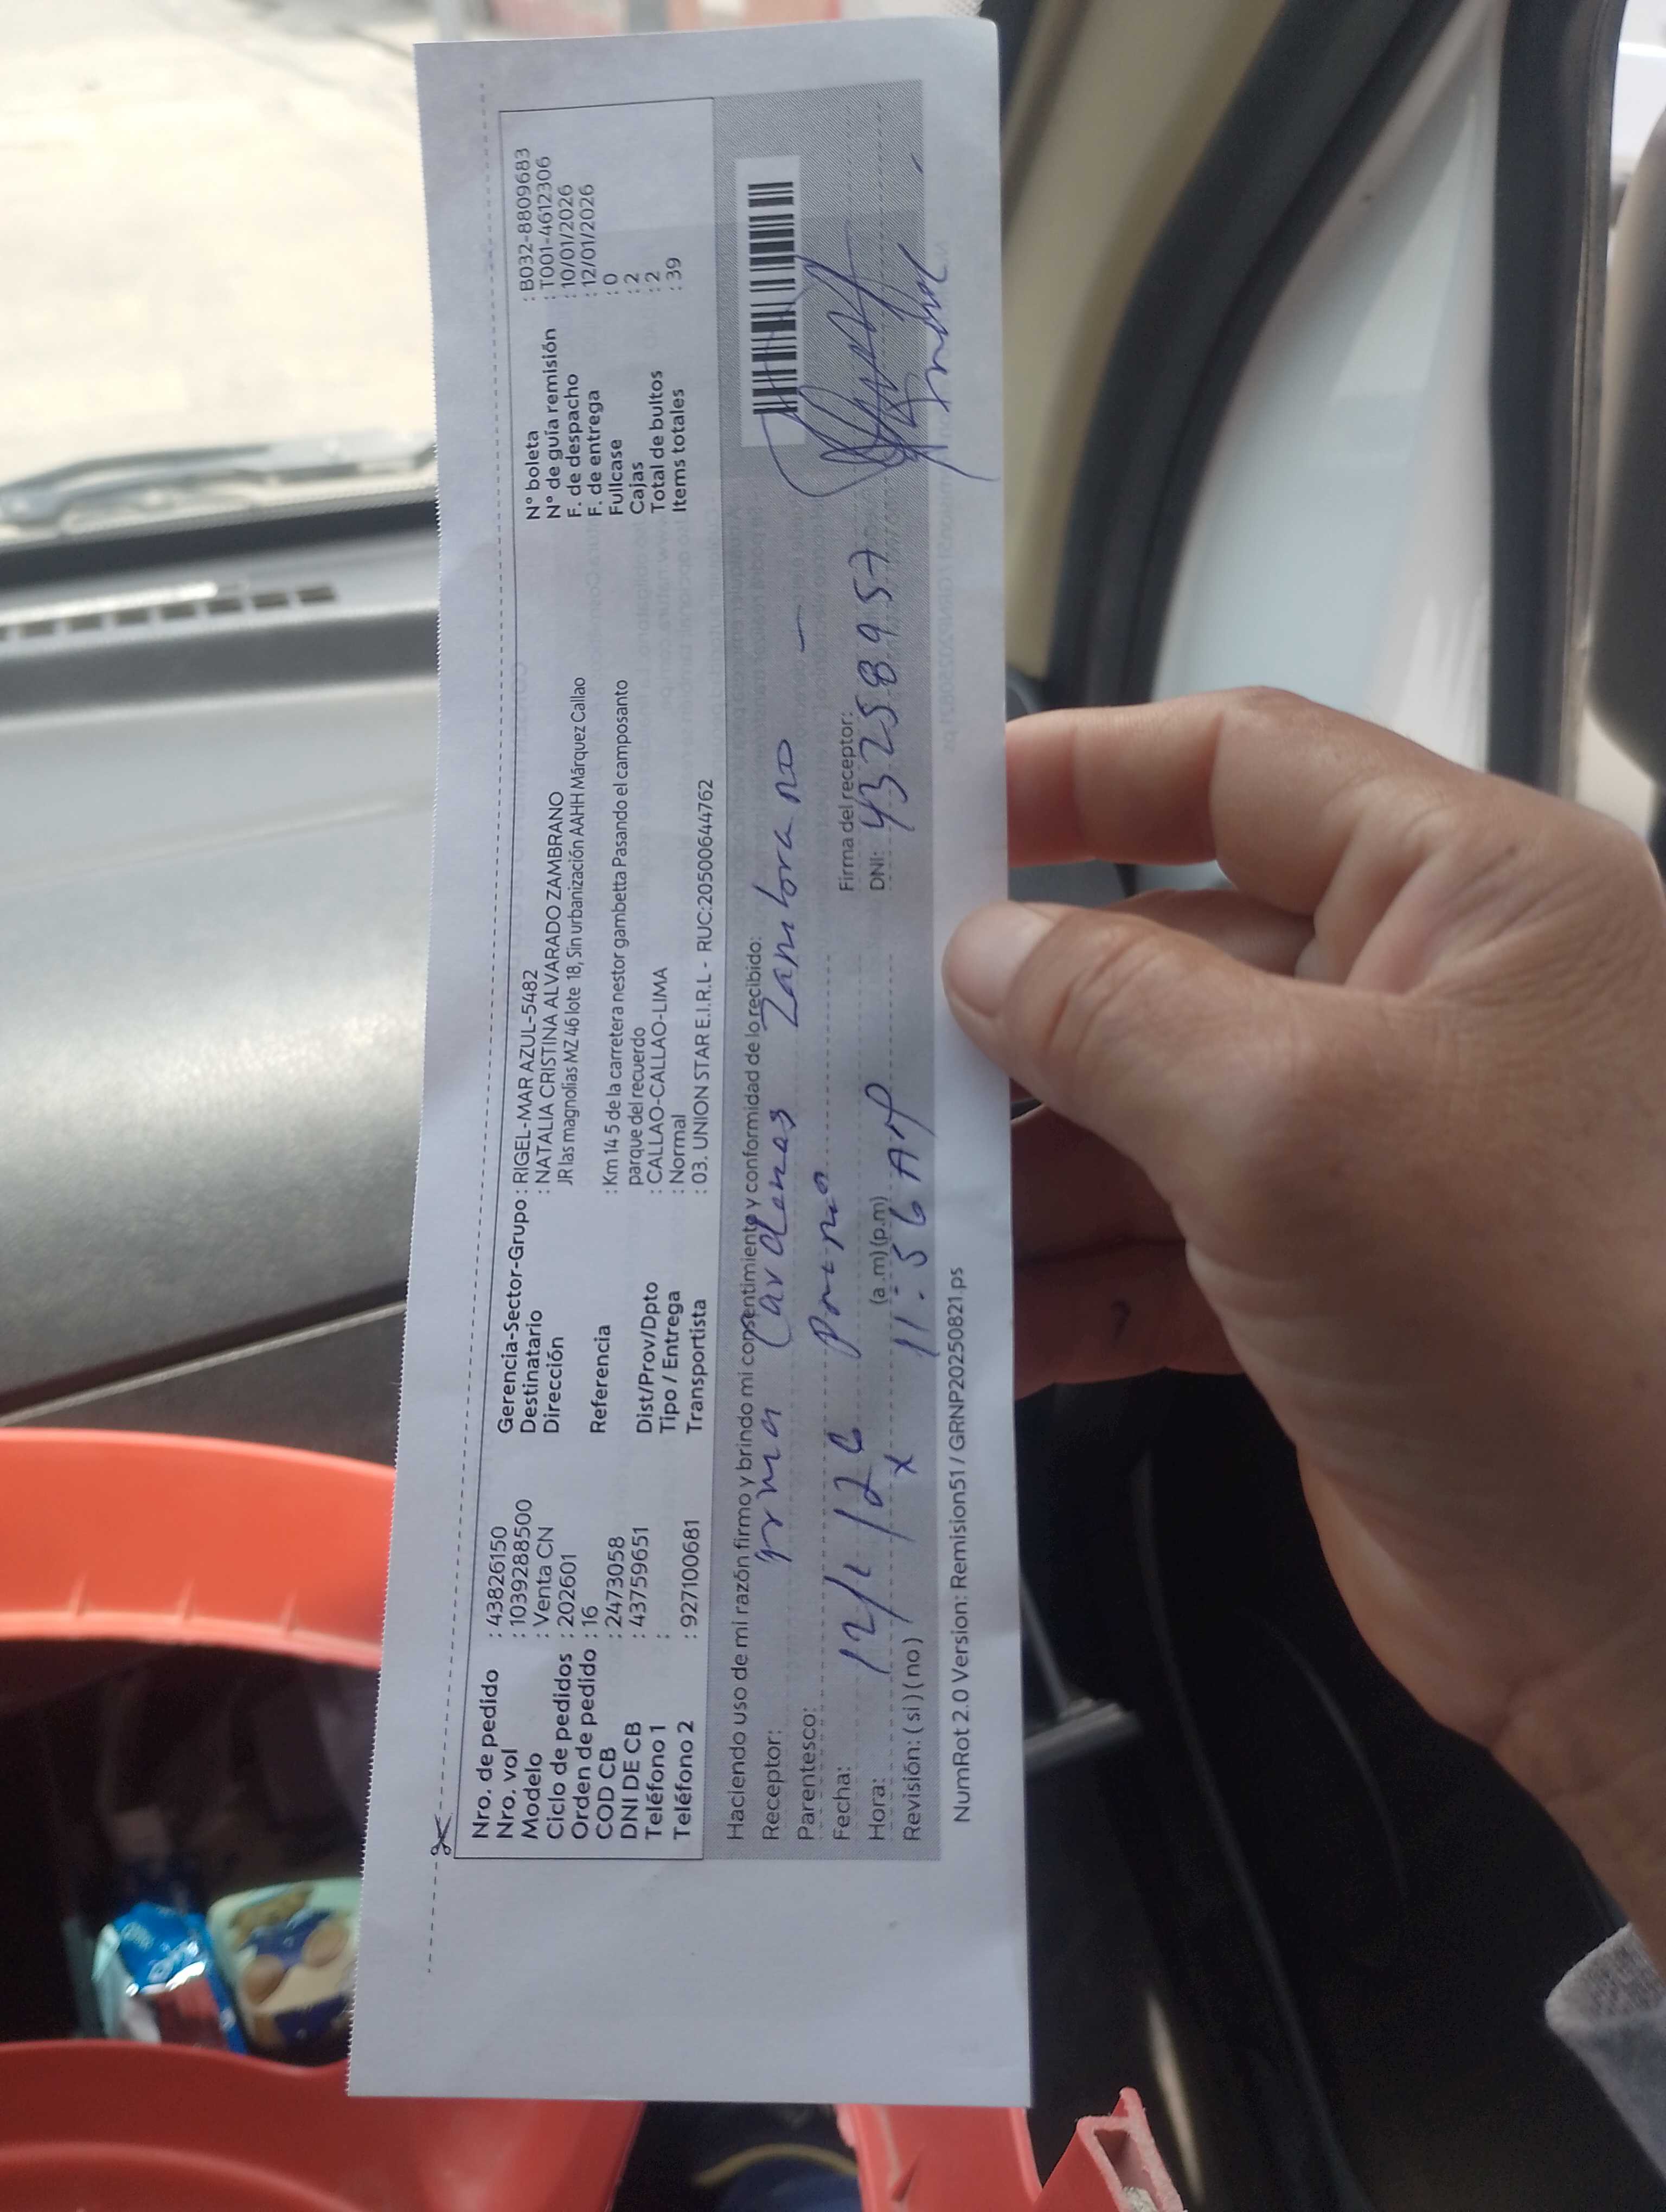 Nro. de pedido : 43826150
Nro. vol : 10392888500
Modelo : Venta CN
Ciclo de pedidos : 202601
Orden de pedido : 16
COD CB : 2473058
DNI DE CB : 43759651
Teléfono 1 :
Teléfono 2 : 927100681
Gerencia-Sector-Grupo : RIGEL-MAR AZUL-5482
Destinatario : NATALIA CRISTINA ALVARADO ZAMBRANO
Dirección JR las magnolias MZ 46 lote 18, Sin urbanización AAHH Márquez Callao
Referencia : Km 14 5 de la carretera nestor gambetta Pasando el camposanto
parque del recuerdo
Dist/Prov/Dpto : CALLAO-CALLAO-LIMA
Tipo / Entrega : Normal
Transportista : 03. UNION STAR E.I.R.L - RUC:20500644762
N° boleta : B032-8809683
N° de guía remisión : T001-4612306
F. de despacho : 10/01/2026
F. de entrega : 12/01/2026
Fullcase : 0
Cajas : 2
Total de bultos : 2
Items totales : 39
Haciendo uso de mi razón firmo y brindo mi consentimiento y conformidad de lo recibido:
Receptor: Irma Cardenas Zambrano
Parentesco: Primo
Fecha: 12/1/26
Hora: (a.m) (p.m) 11:56 AM
Revisión: ( si ) ( no ) x
Firma del receptor:
DNI: 43258957
NumRot 2.0 Version: Remision51 / GRNP20250821.ps